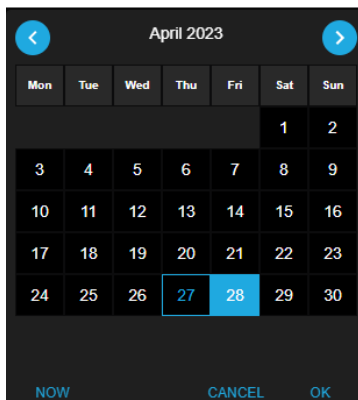 April 2023
Mon Tue Wed Thu Fri Sat Sun
1 2
3 4 5 6 7 8 9
10 11 12 13 14 15 16
17 18 19 20 21 22 23
24 25 26 27 28 29 30
NOW CANCEL OK